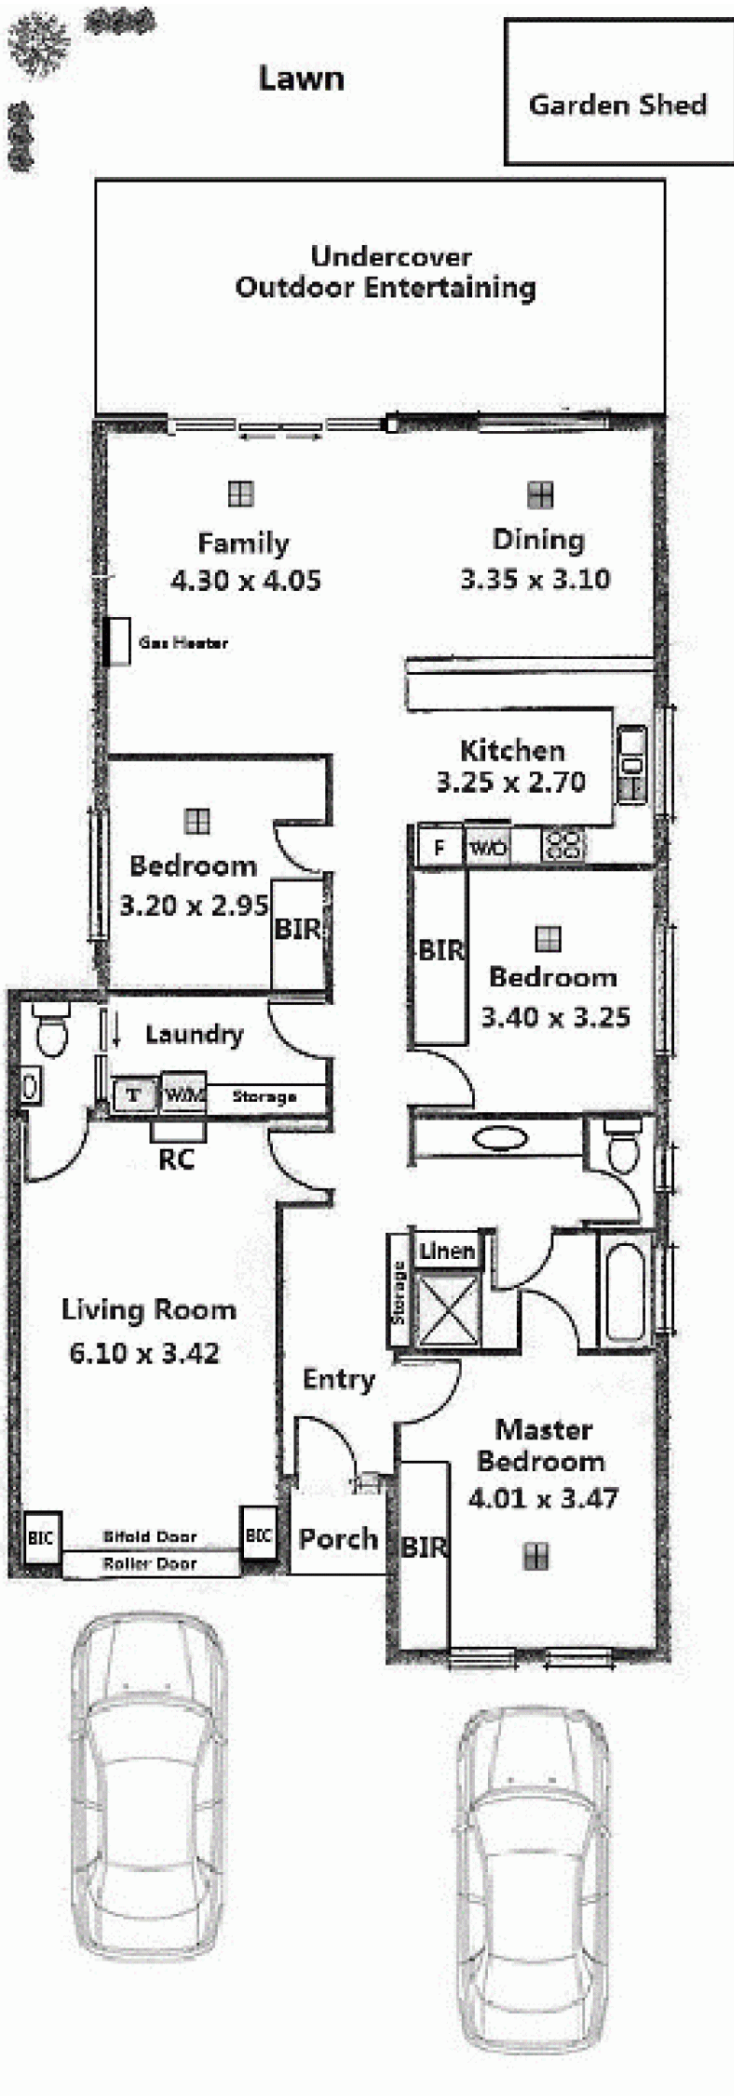 Lawn
Garden Shed
Undercover
Outdoor Entertaining
Family
4.30 x 4.05
Dining
3.35 x 3.10
Gas Heater
Kitchen
3.25 x 2.70
F
W/O
Bedroom
3.20 x 2.95
BIR
BIR
Bedroom
3.40 x 3.25
Laundry
T
W/M
Storage
RC
Linen
Storage
Living Room
6.10 x 3.42
Entry
Master
Bedroom
4.01 x 3.47
BIC
Bifold Door
Roller Door
BIC
Porch
BIR